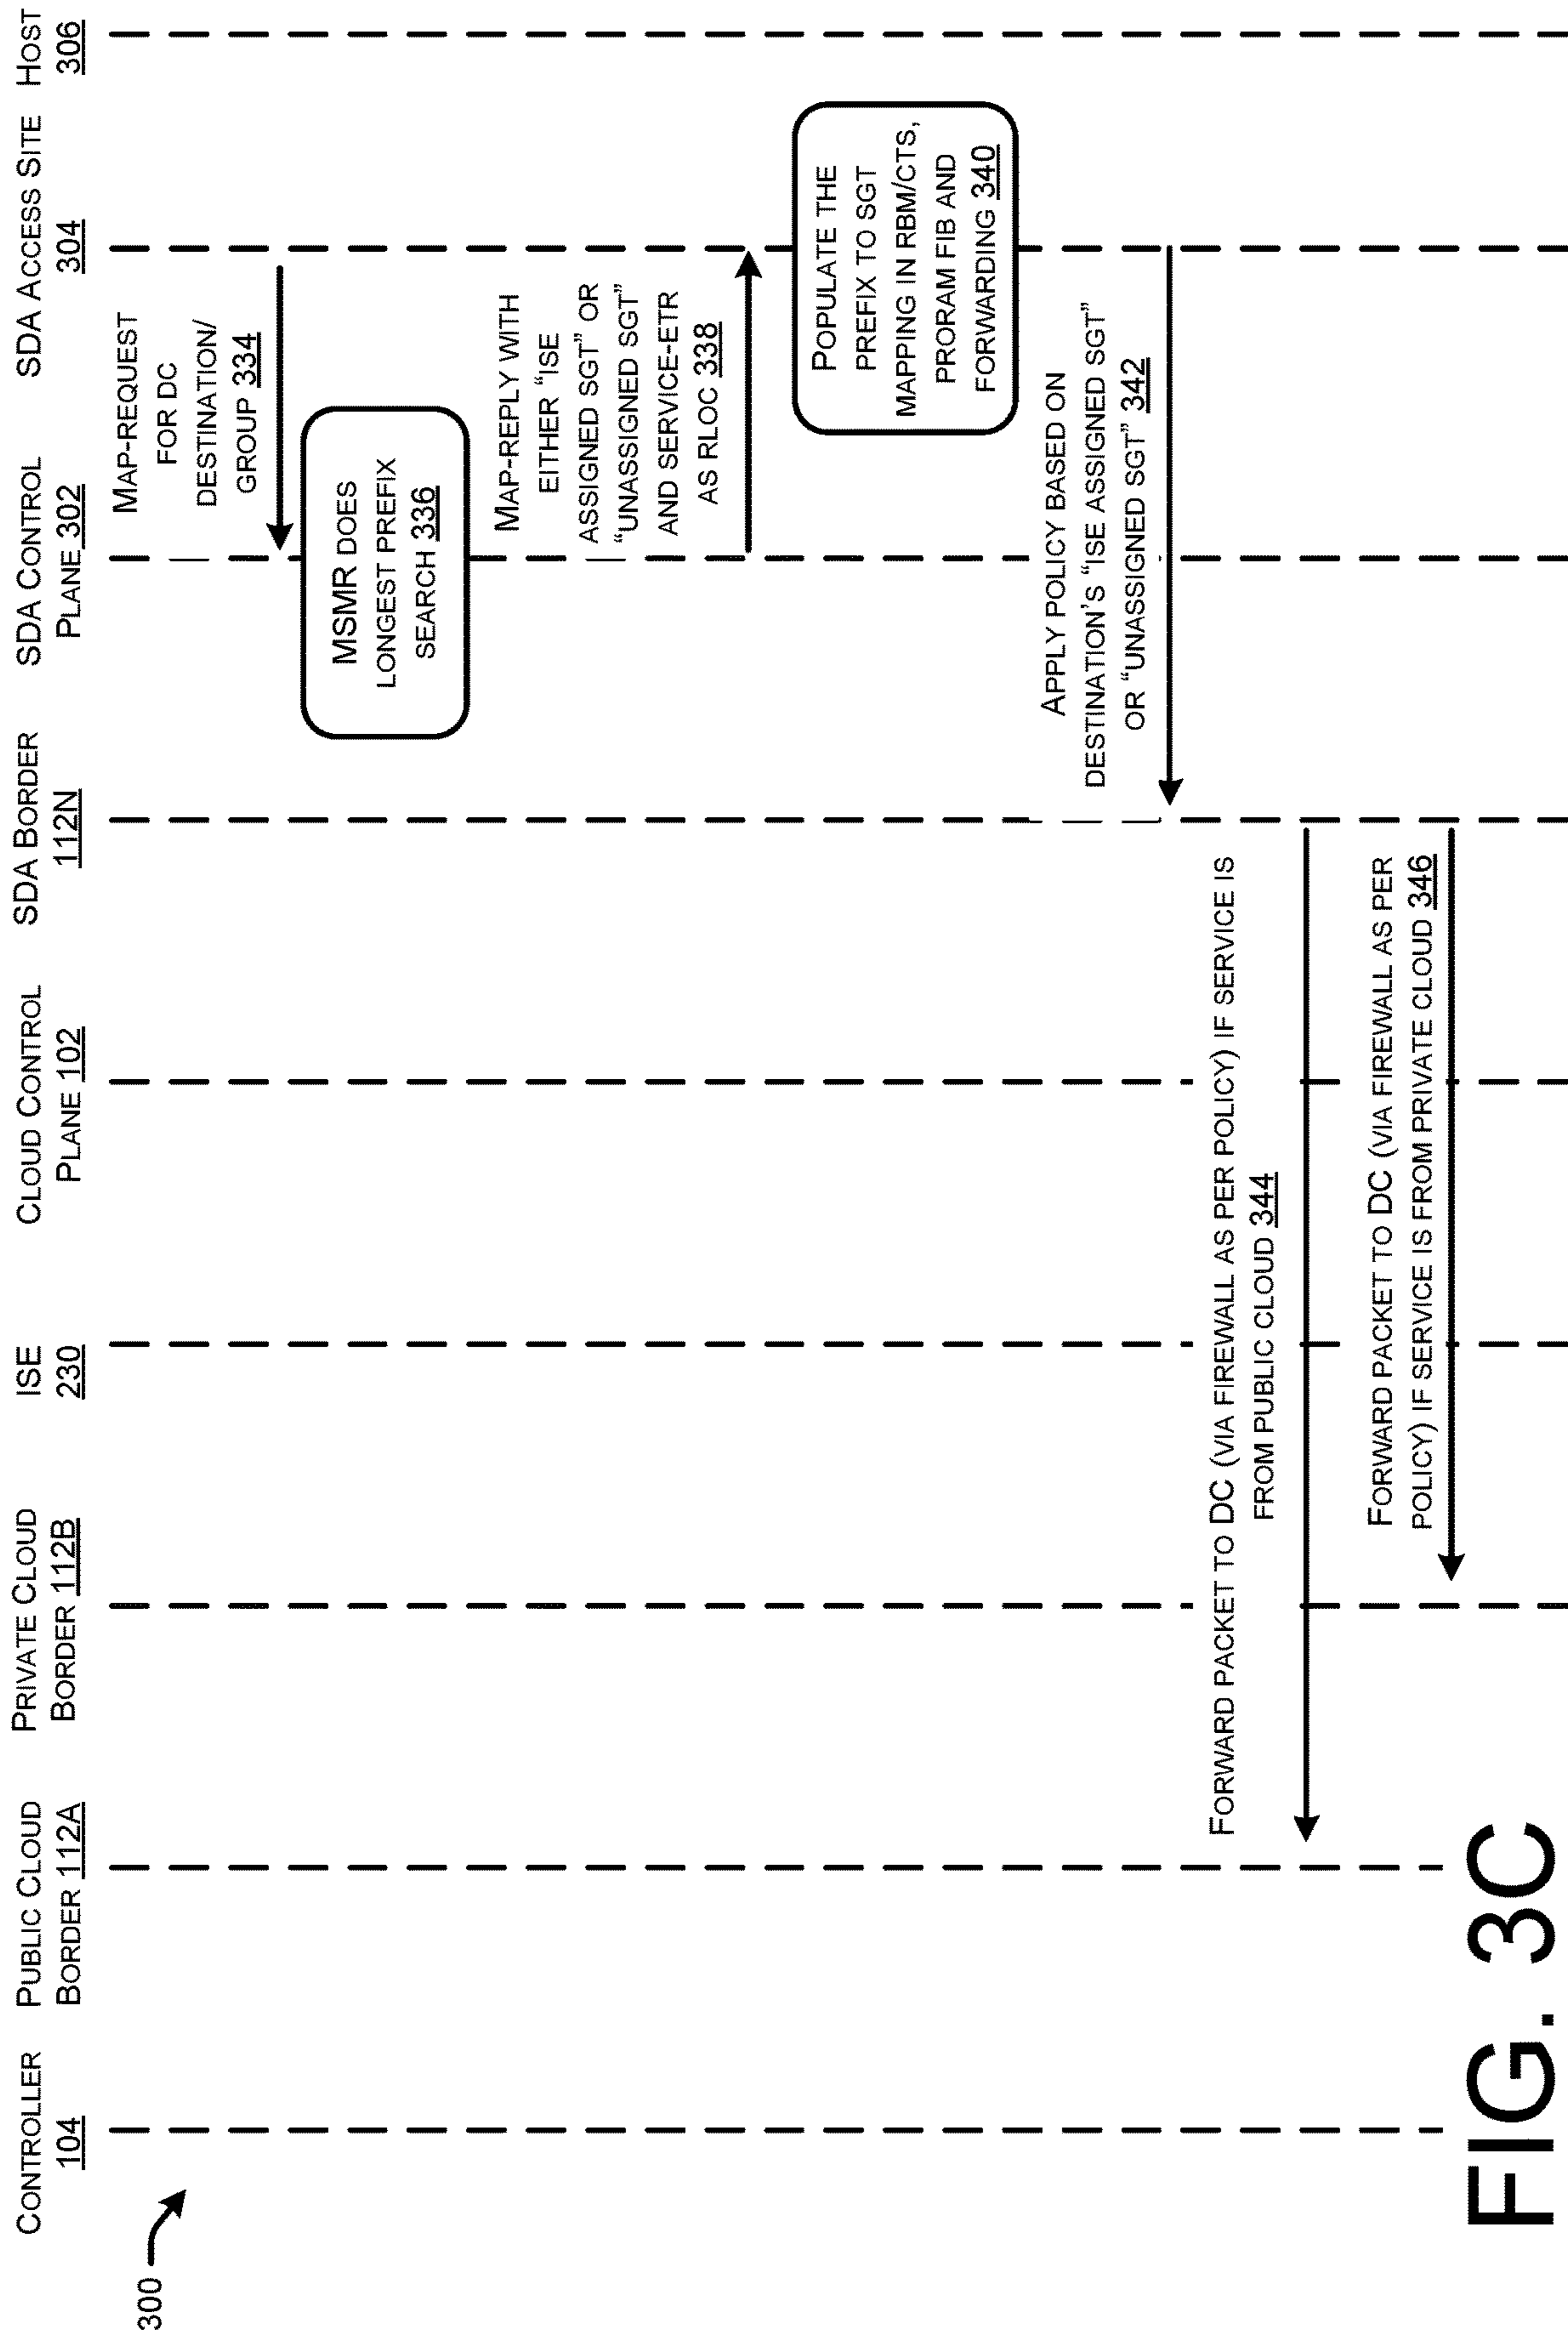 300
CONTROLLER
104
PUBLIC CLOUD
BORDER 112A
PRIVATE CLOUD
BORDER 112B
ISE
230
CLOUD CONTROL
PLANE 102
SDA BORDER
112N
SDA CONTROL
PLANE 302
SDA ACCESS SITE
304
HOST
306
MAP-REQUEST
FOR DC
DESTINATION/
GROUP 334
MSMR DOES
LONGEST PREFIX
SEARCH 336
MAP-REPLY WITH
EITHER “ISE
ASSIGNED SGT” OR
“UNASSIGNED SGT”
AND SERVICE-ETR
AS RLOC 338
POPULATE THE
PREFIX TO SGT
MAPPING IN RBM/CTS,
PRORAM FIB AND
FORWARDING 340
APPLY POLICY BASED ON
DESTINATION’S “ISE ASSIGNED SGT”
OR “UNASSIGNED SGT” 342
FORWARD PACKET TO DC (VIA FIREWALL AS PER POLICY) IF SERVICE IS
FROM PUBLIC CLOUD 344
FORWARD PACKET TO DC (VIA FIREWALL AS PER
POLICY) IF SERVICE IS FROM PRIVATE CLOUD 346
FIG. 3C